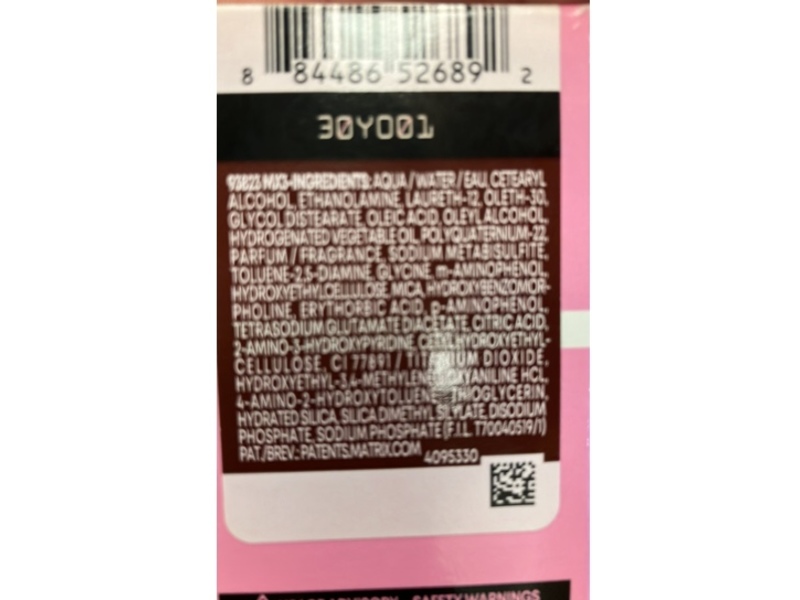 8 84486 52689 2
30Y001
93823 MX3-INGREDIENTS: AQUA / WATER / EAU, CETEARYL
ALCOHOL, ETHANOLAMINE, LAURETH-12, OLETH-30,
GLYCOL DISTEARATE, OLEIC ACID, OLEYL ALCOHOL,
HYDROGENATED VEGETABLE OIL, POLYQUATERNIUM-22,
PARFUM / FRAGRANCE, SODIUM METABISULFITE,
TOLUENE-2,5-DIAMINE, GLYCINE, m-AMINOPHENOL,
HYDROXYETHYLCELLULOSE, MICA, HYDROXYBENZOMOR-
PHOLINE, ERYTHORBIC ACID, p-AMINOPHENOL,
TETRASODIUM GLUTAMATE DIACETATE, CITRIC ACID,
2-AMINO-3-HYDROXYPYRIDINE, CETYL HYDROXYETHYL-
CELLULOSE, CI 77891 / TITANIUM DIOXIDE,
HYDROXYETHYL-3,4-METHYLENEDIOXYANILINE HCL,
4-AMINO-2-HYDROXYTOLUENE, THIOGLYCERIN,
HYDRATED SILICA, SILICA DIMETHYL SILYLATE, DISODIUM
PHOSPHATE, SODIUM PHOSPHATE (F.I.L. T70040519/1)
PAT./BREV.: PATENTS.MATRIX.COM 4095330
SAFETY WARNINGS